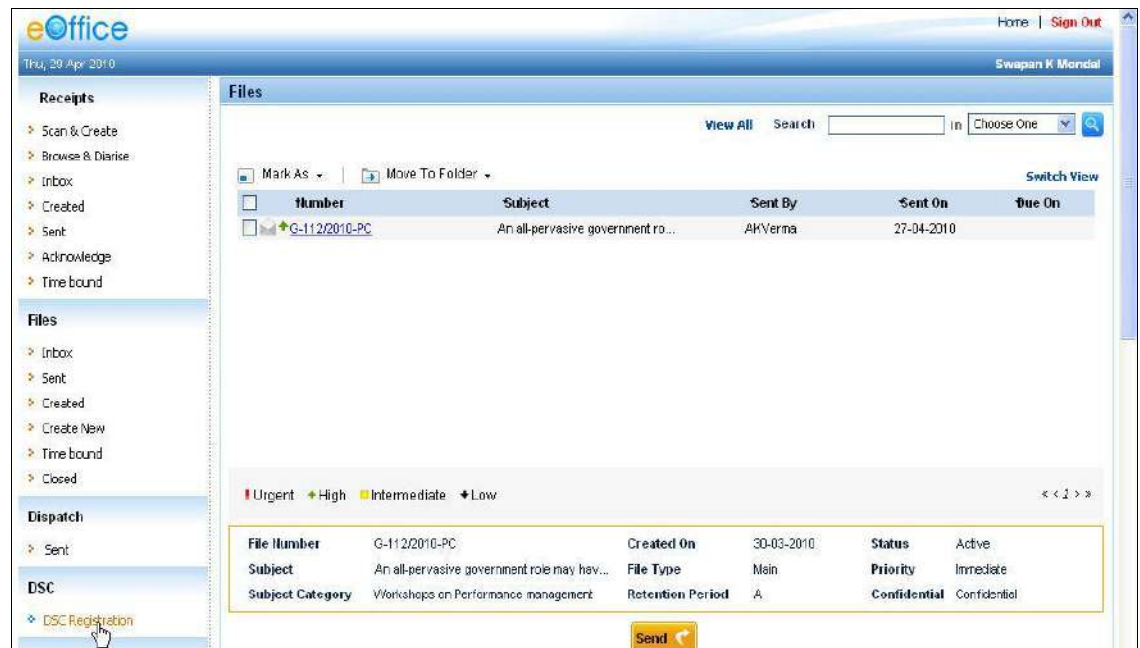 eOffice
Home | Sign Out
Thu, 29 Apr 2010
Swapan K Mondal
Receipts
Scan & Create
Browse & Diarise
Inbox
Created
Sent
Acknowledge
Time bound
Files
Inbox
Sent
Created
Create New
Time bound
Closed
Dispatch
Sent
DSC
DSC Registration
Files
View All Search in Choose One
Mark As Move To Folder
Switch View
Number Subject Sent By Sent On Due On
G-112/2010-PC An all-pervasive government ro... AKVerma 27-04-2010
Urgent High Intermediate Low
« < 1 > »
File Number G-112/2010-PC Created On 30-03-2010 Status Active
Subject An all-pervasive government role may hav... File Type Main Priority Immediate
Subject Category Workshops on Performance management Retention Period A Confidential Confidential
Send